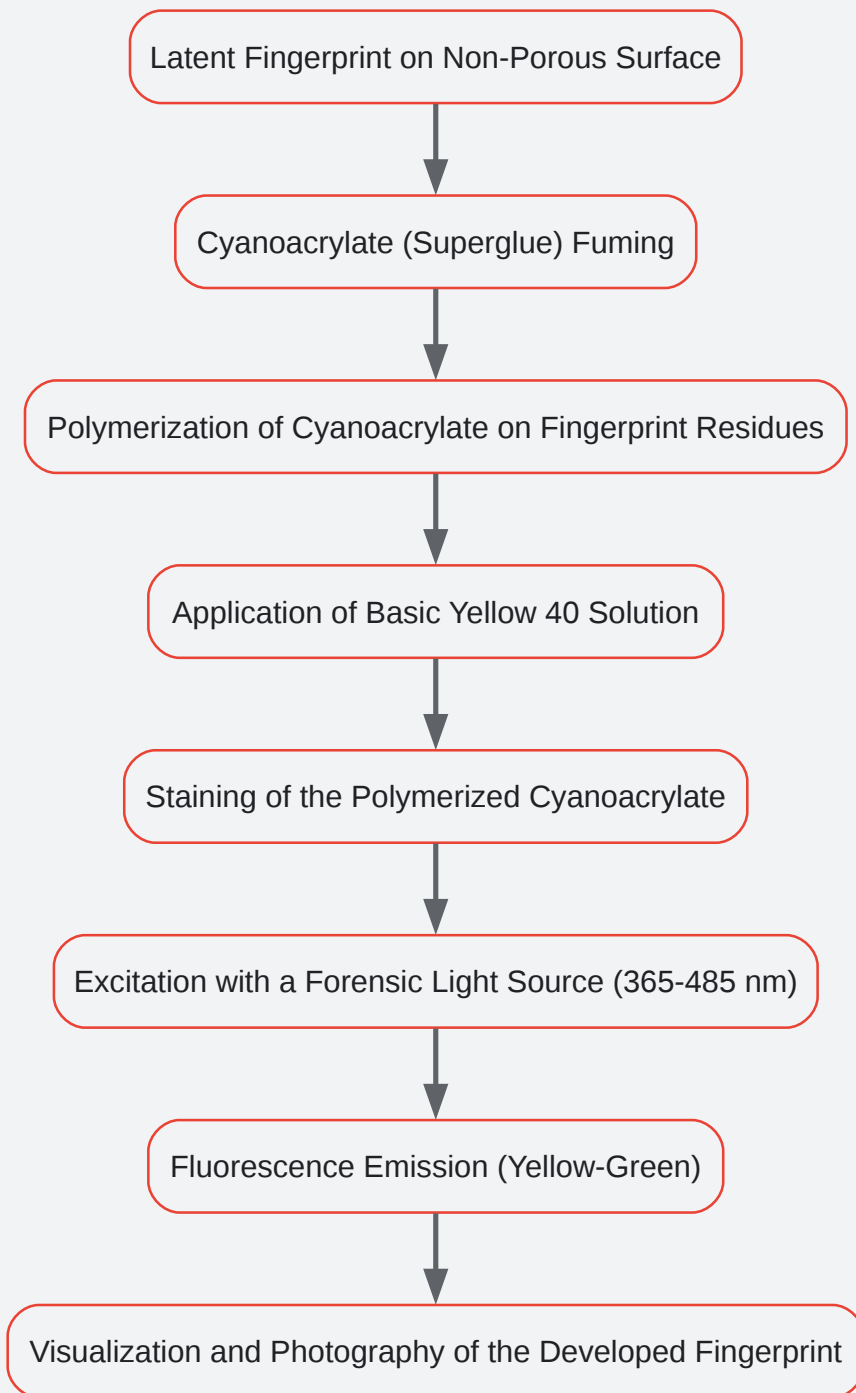 Latent Fingerprint on Non-Porous Surface
Cyanoacrylate (Superglue) Fuming
Polymerization of Cyanoacrylate on Fingerprint Residues
Application of Basic Yellow 40 Solution
Staining of the Polymerized Cyanoacrylate
Excitation with a Forensic Light Source (365-485 nm)
Fluorescence Emission (Yellow-Green)
Visualization and Photography of the Developed Fingerprint